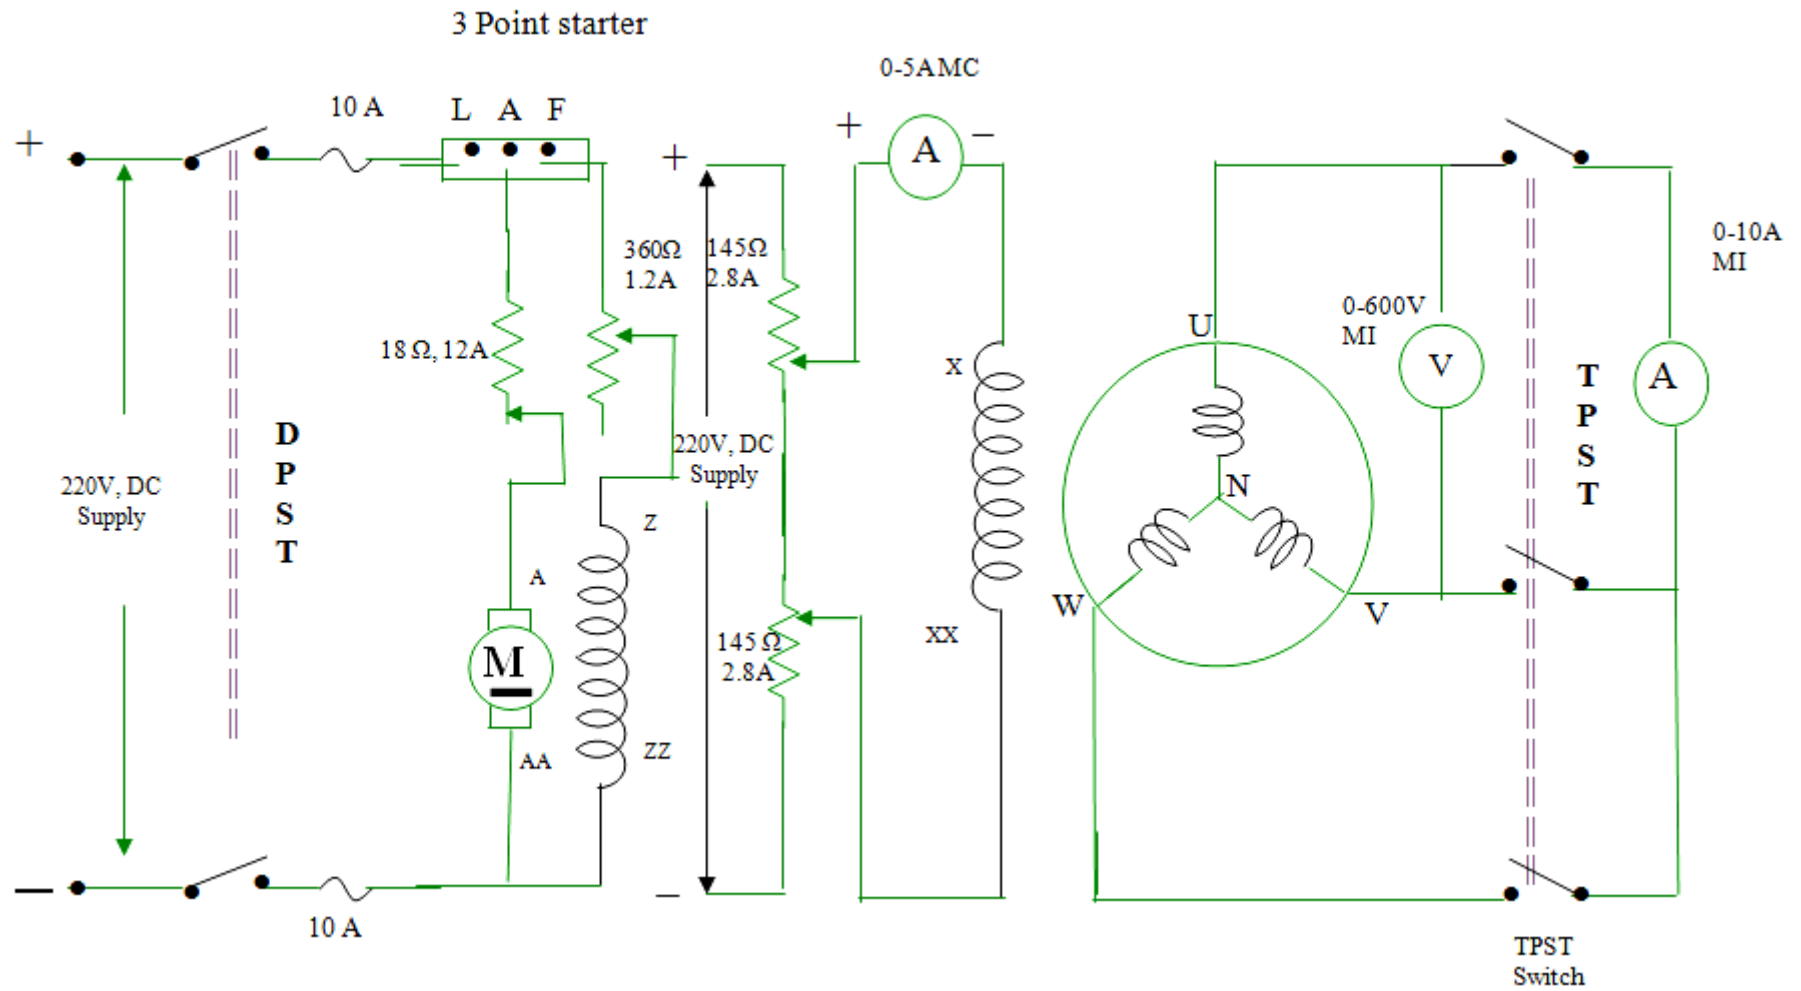 3 Point starter
0-5AMC
10 A
L A F
+
+
+
A
−
360Ω
1.2A
145Ω
2.8A
0-10A
MI
0-600V
MI
U
18 Ω, 12A
X
V
A
T
P
S
T
D
P
S
T
220V, DC
Supply
220V, DC
Supply
N
Z
A
W
V
XX
M
145 Ω
2.8A
ZZ
AA
−
−
10 A
TPST
Switch